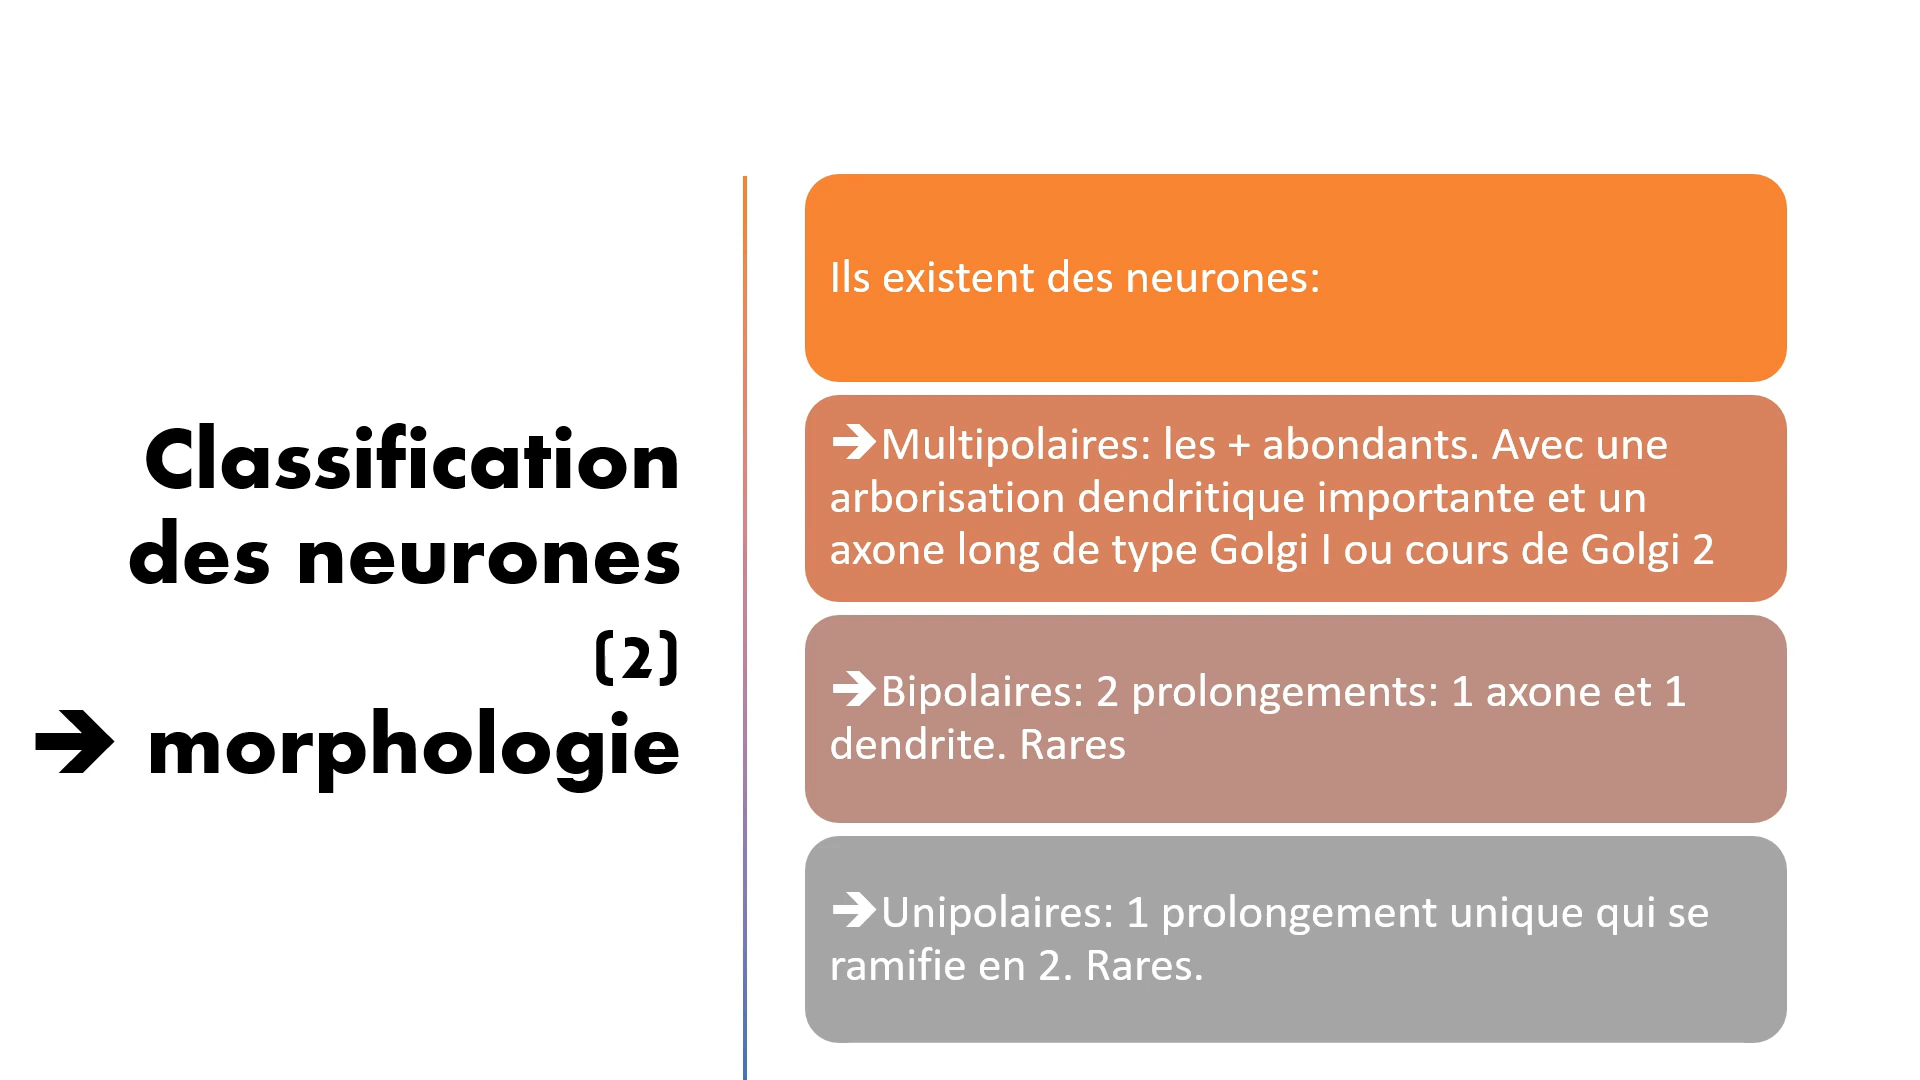 Classification
des neurones
(2)
➔ morphologie
Ils existent des neurones:
➔Multipolaires: les + abondants. Avec une
arborisation dendritique importante et un
axone long de type Golgi I ou cours de Golgi 2
➔Bipolaires: 2 prolongements: 1 axone et 1
dendrite. Rares
➔Unipolaires: 1 prolongement unique qui se
ramifie en 2. Rares.